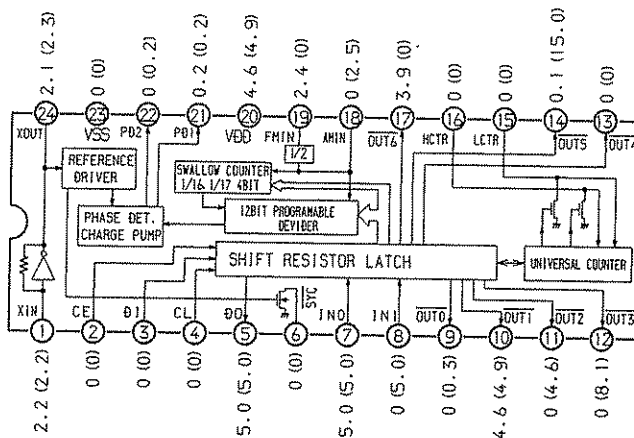 2.1 (2.3)
0 (0)
0 (0.2)
0.2 (0.2)
4.6 (4.9)
2.4 (0)
0 (2.5)
3.9 (0)
0 (0)
0 (0)
0.1 (15.0)
0 (0)
24
23
22
21
20
19
18
17
16
15
14
13
XOUT
VSS
PD2
PD1
VDD
FMIN
AMIN
OUT6
HCTR
LCTR
OUT5
OUT4
1/2
REFERENCE
DRIVER
SWALLOW COUNTER
1/16 1/17 4BIT
PHASE DET.
CHARGE PUMP
12BIT PROGRAMABLE
DEVIDER
SHIFT RESISTOR LATCH
UNIVERSAL COUNTER
XIN
CE
DI
CL
DO
SYC
IN0
IN1
OUT0
OUT1
OUT2
OUT3
1
2
3
4
5
6
7
8
9
10
11
12
2.2 (2.2)
0 (0)
0 (0)
0 (0)
5.0 (5.0)
0 (0)
5.0 (5.0)
0 (5.0)
0 (0.3)
4.6 (4.9)
0 (4.6)
0 (8.1)